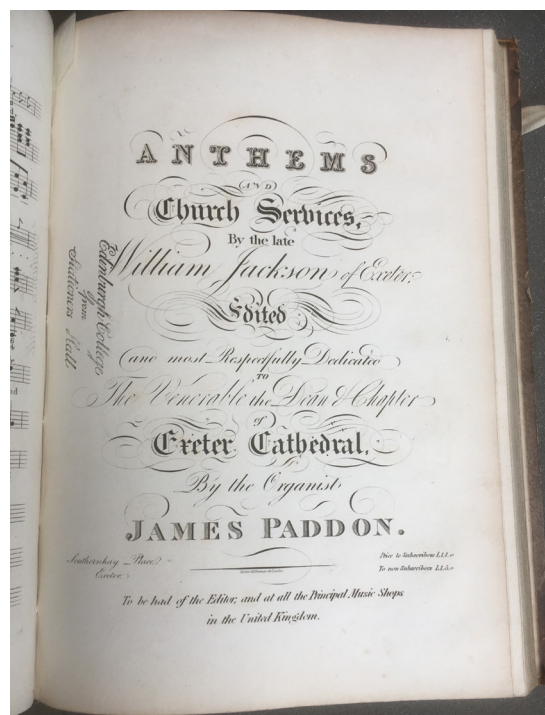 ANTHEMS
AND
Church Services,
By the late
William Jackson of Exeter;
Edited
and most Respectfully Dedicated
TO
The Venerable the Dean & Chapter
of
Exeter Cathedral,
By the Organist
JAMES PADDON.
Southernhay Place
Exeter.
Price to Subscribers £1.1.0
To non Subscribers £1.5.0
To be had of the Editor, and at all the Principal Music Shops
in the United Kingdom.
Edinburgh College
of
from
Hall
nd